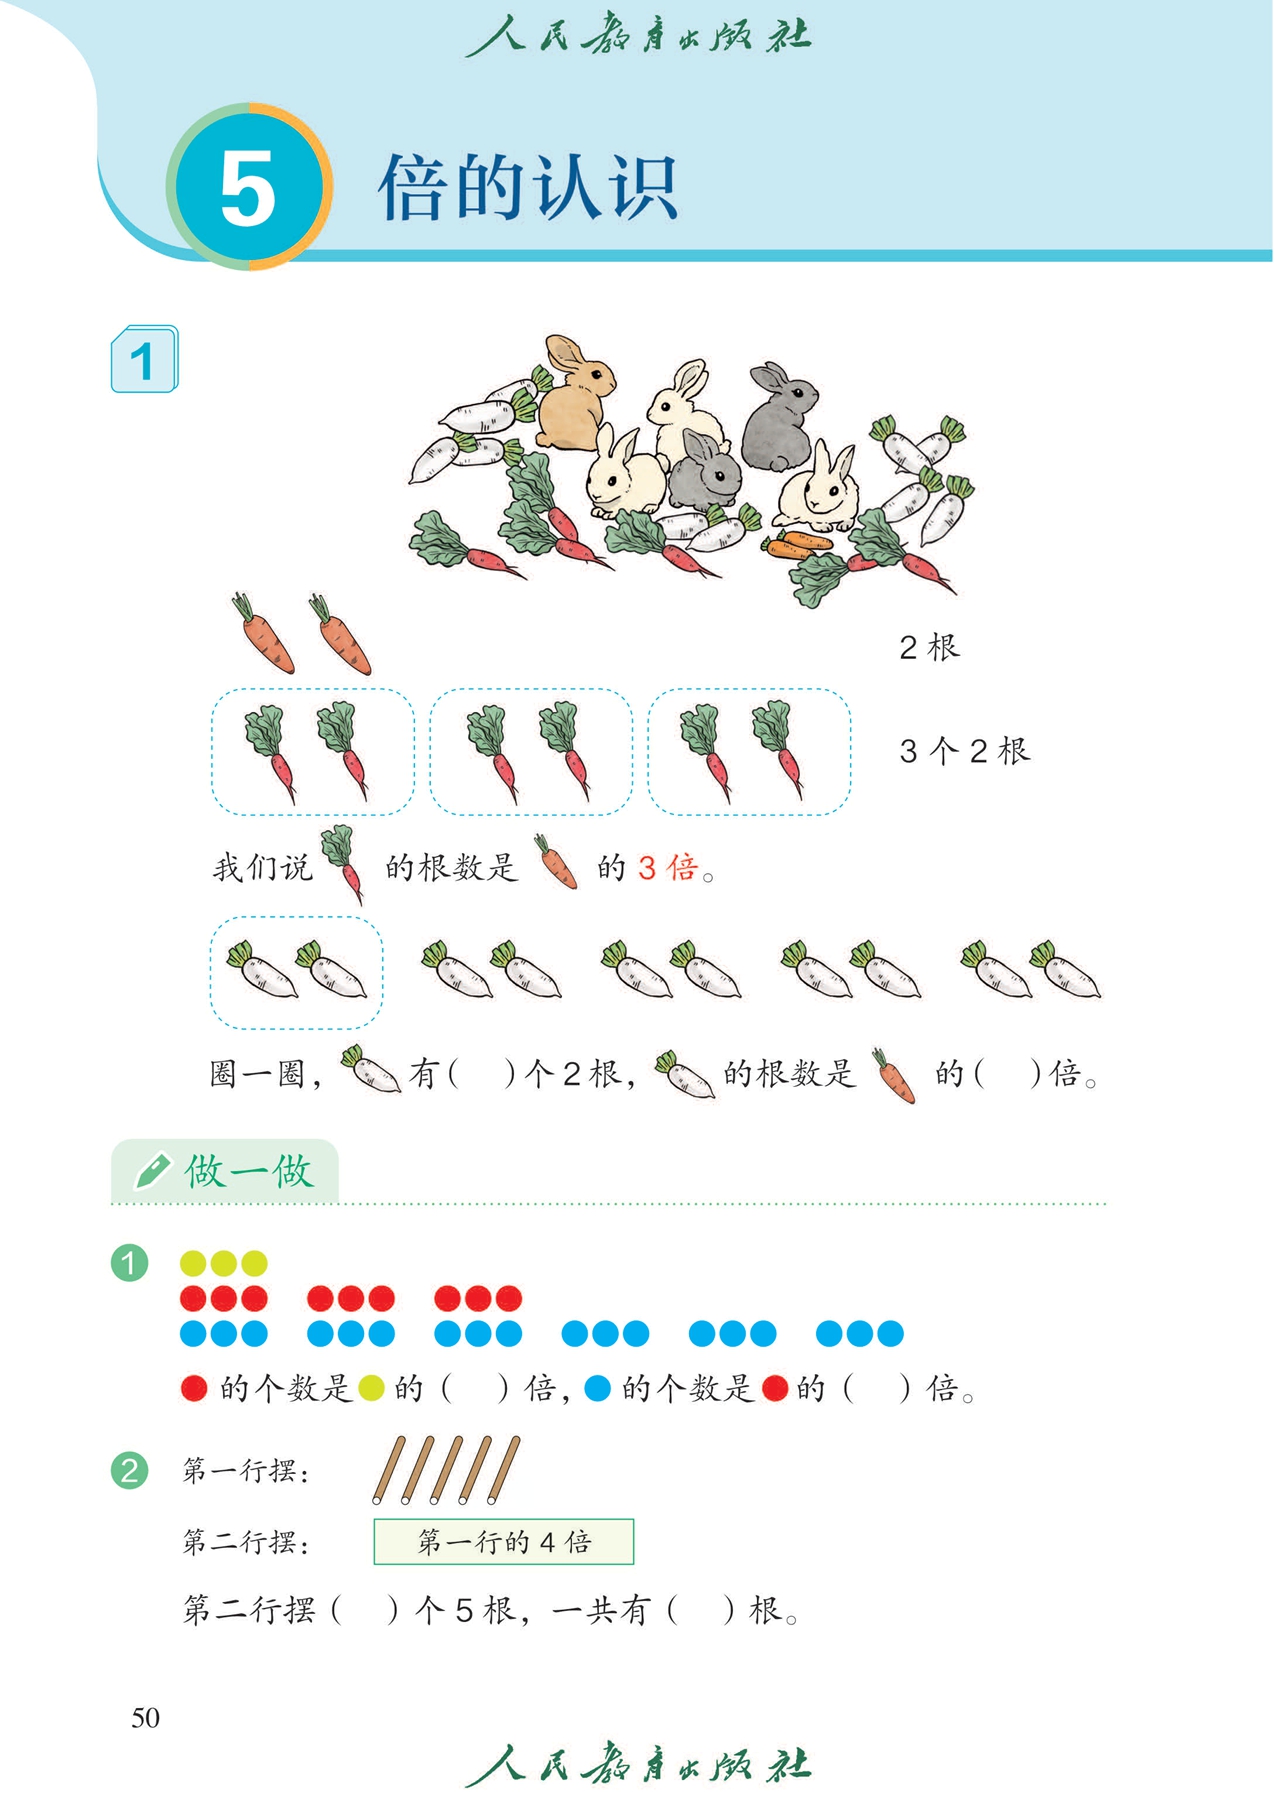 人民教育出版社
5 倍的认识
1
2根
3个2根
我们说 的根数是 的3倍。
圈一圈， 有( )个2根， 的根数是 的( )倍。
做一做
1
的个数是 的( )倍， 的个数是 的( )倍。
2 第一行摆：
第二行摆： 第一行的4倍
第二行摆( )个5根，一共有( )根。
50
人民教育出版社